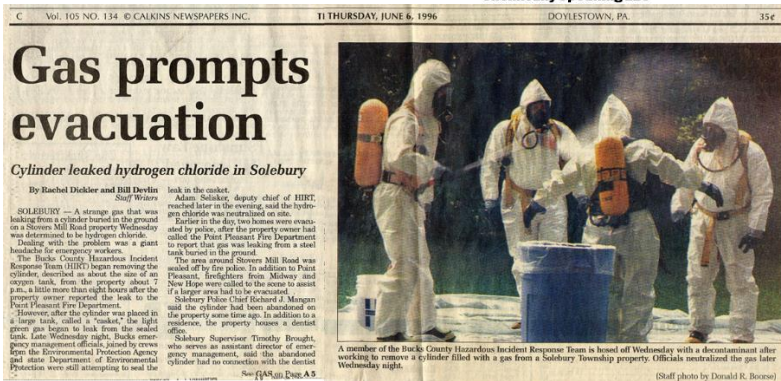 C Vol. 105 NO. 134 © CALKINS NEWSPAPERS INC. THURSDAY, JUNE 6, 1996 DOYLESTOWN, PA. 35¢
Gas prompts
evacuation
Cylinder leaked hydrogen chloride in Solebury
By Rachel Dickler and Bill Devlin
Staff Writers
SOLEBURY — A strange gas that was
leaking from a cylinder buried in the ground
on a Stovers Mill Road property Wednesday
was determined to be hydrogen chloride.
Dealing with the problem was a giant
headache for emergency workers.
The Bucks County Hazardous Incident
Response Team (HIRT) began removing the
cylinder, described as about the size of an
oxygen tank, from the property about 7
p.m., a little more than eight hours after the
property owner reported the leak to the
Point Pleasant Fire Department.
However, after the cylinder was placed in
a large tank, called a "casket," the light
green gas began to leak from the sealed
tank. Late Wednesday night, Bucks emer-
gency management officials, joined by crews
from the Environmental Protection Agency
and state Department of Environmental
Protection were still attempting to seal the
leak in the casket.
Adam Selisker, deputy chief of HIRT,
reached later in the evening, said the hydro-
gen chloride was neutralized on site.
Earlier in the day, two homes were evacu-
ated by police, after the property owner had
called the Point Pleasant Fire Department
to report that gas was leaking from a steel
tank buried in the ground.
The area around Stovers Mill Road was
sealed off by fire police. In addition to Point
Pleasant, firefighters from Midway and
New Hope were called to the scene to assist
if a larger area had to be evacuated.
Solebury Police Chief Richard J. Mangan
said the cylinder had been abandoned on
the property some time ago. In addition to a
residence, the property houses a dentist
office.
Solebury Supervisor Timothy Brought,
who serves as an assistant director of emer-
gency management, said the abandoned
cylinder had no connection with the dentist
See GAS on Page A 5
A member of the Bucks County Hazardous Incident Response Team is hosed off Wednesday with a decontaminant after
working to remove a cylinder filled with a gas from a Solebury Township property. Officials neutralized the gas later
Wednesday night.
(Staff photo by Donald R. Boorse)